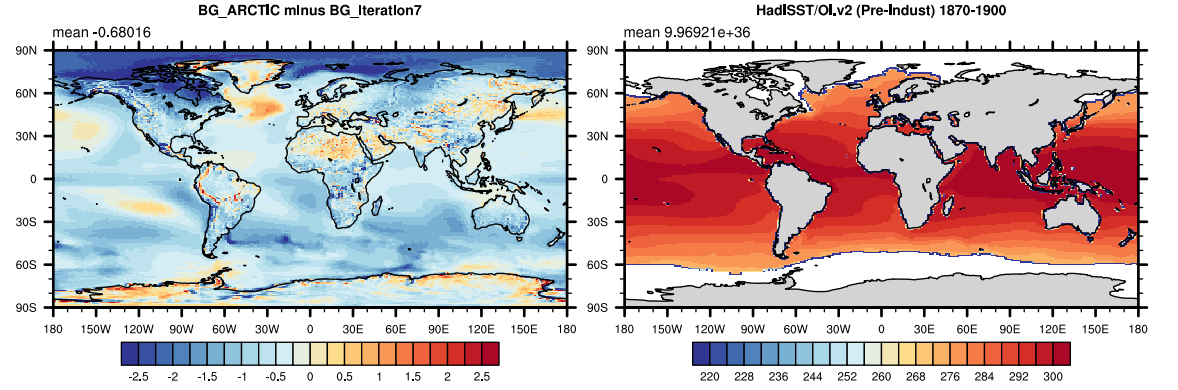 BG_ARCTIC minus BG_Iteration7
HadISST/OI.v2 (Pre-Indust) 1870-1900
mean -0.68016
mean 9.96921e+36
90N
60N
30N
0
30S
60S
90S
180 150W 120W 90W 60W 30W 0 30E 60E 90E 120E 150E 180
-2.5 -2 -1.5 -1 -0.5 0 0.5 1 1.5 2 2.5
90N
60N
30N
0
30S
60S
90S
180 150W 120W 90W 60W 30W 0 30E 60E 90E 120E 150E 180
220 228 236 244 252 260 268 276 284 292 300